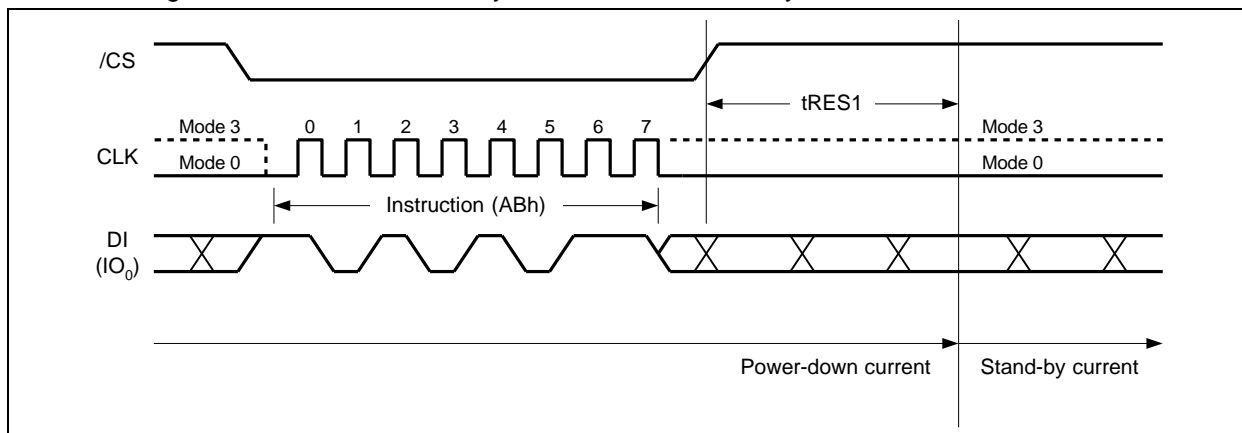 /CS
tRES1
Mode 3
0 1 2 3 4 5 6 7
Mode 3
CLK
Mode 0
Mode 0
Instruction (ABh)
DI
(IO0)
Power-down current
Stand-by current